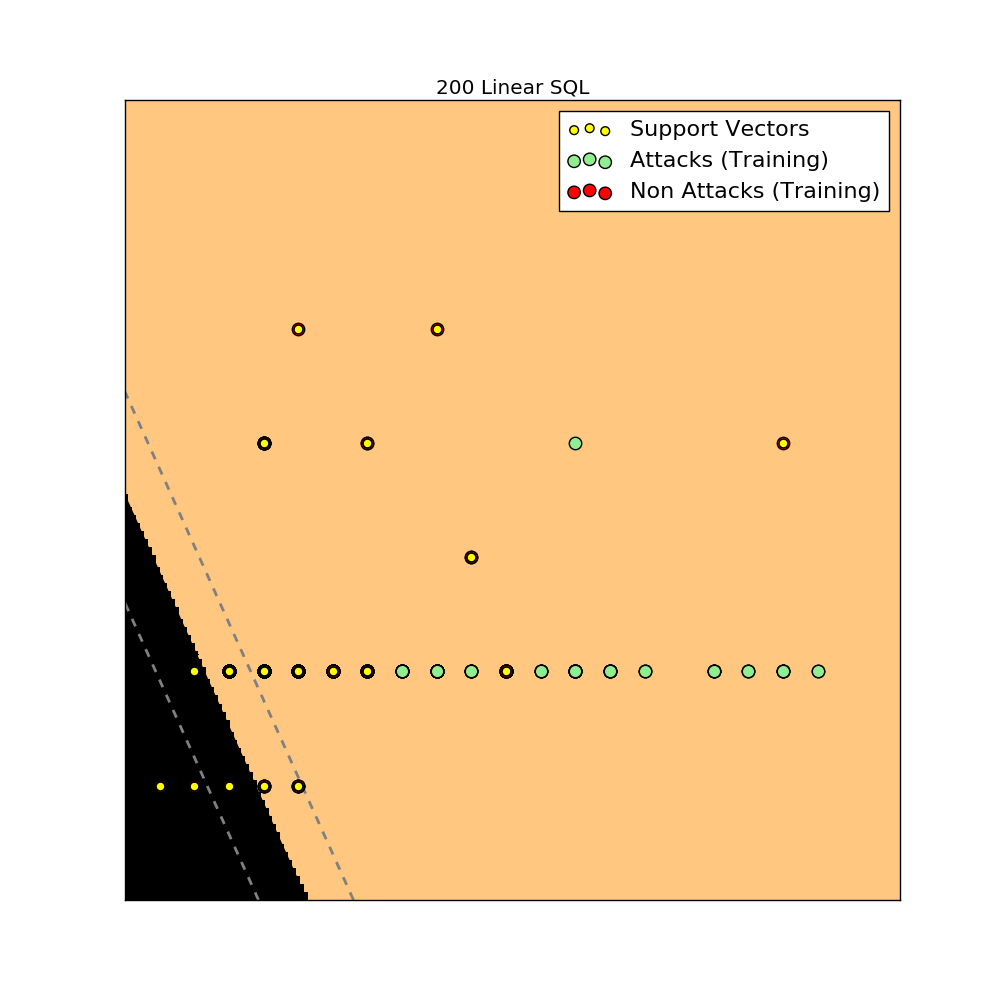 200 Linear SQL
Support Vectors
Attacks (Training)
Non Attacks (Training)